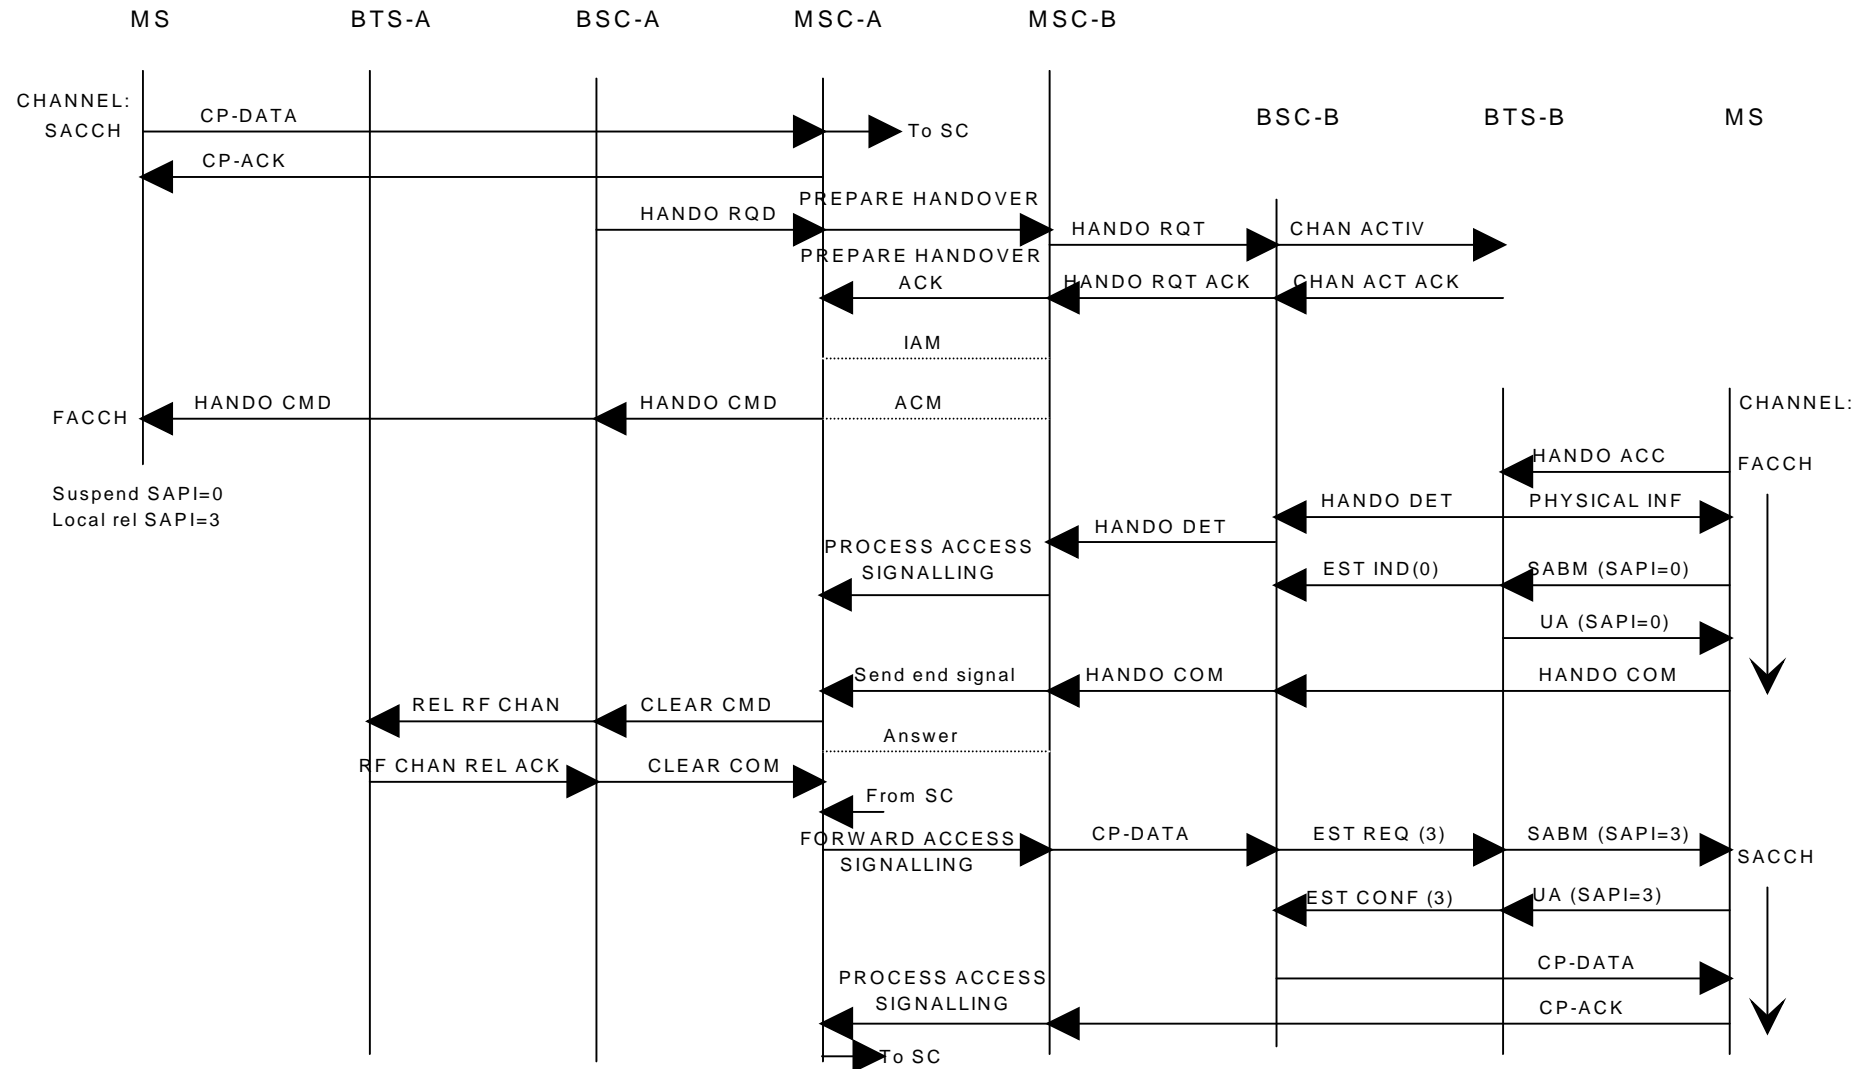 MS BTS-A BSC-A MSC-A MSC-B
CHANNEL:
SACCH CP-DATA To SC
BSC-B BTS-B MS
CP-ACK
HANDO RQD PREPARE HANDOVER HANDO RQT CHAN ACTIV
PREPARE HANDOVER
ACK HANDO RQT ACK CHAN ACT ACK
IAM
FACCH HANDO CMD HANDO CMD ACM CHANNEL:
HANDO ACC FACCH
Suspend SAPI=0
Local rel SAPI=3
HANDO DET PHYSICAL INF
HANDO DET
PROCESS ACCESS
SIGNALLING
EST IND(0) SABM (SAPI=0)
UA (SAPI=0)
Send end signal HANDO COM HANDO COM
REL RF CHAN CLEAR CMD
Answer
RF CHAN REL ACK CLEAR COM
From SC
FORWARD ACCESS
SIGNALLING
CP-DATA EST REQ (3) SABM (SAPI=3)
SACCH
EST CONF (3) UA (SAPI=3)
CP-DATA
PROCESS ACCESS
SIGNALLING
CP-ACK
To SC